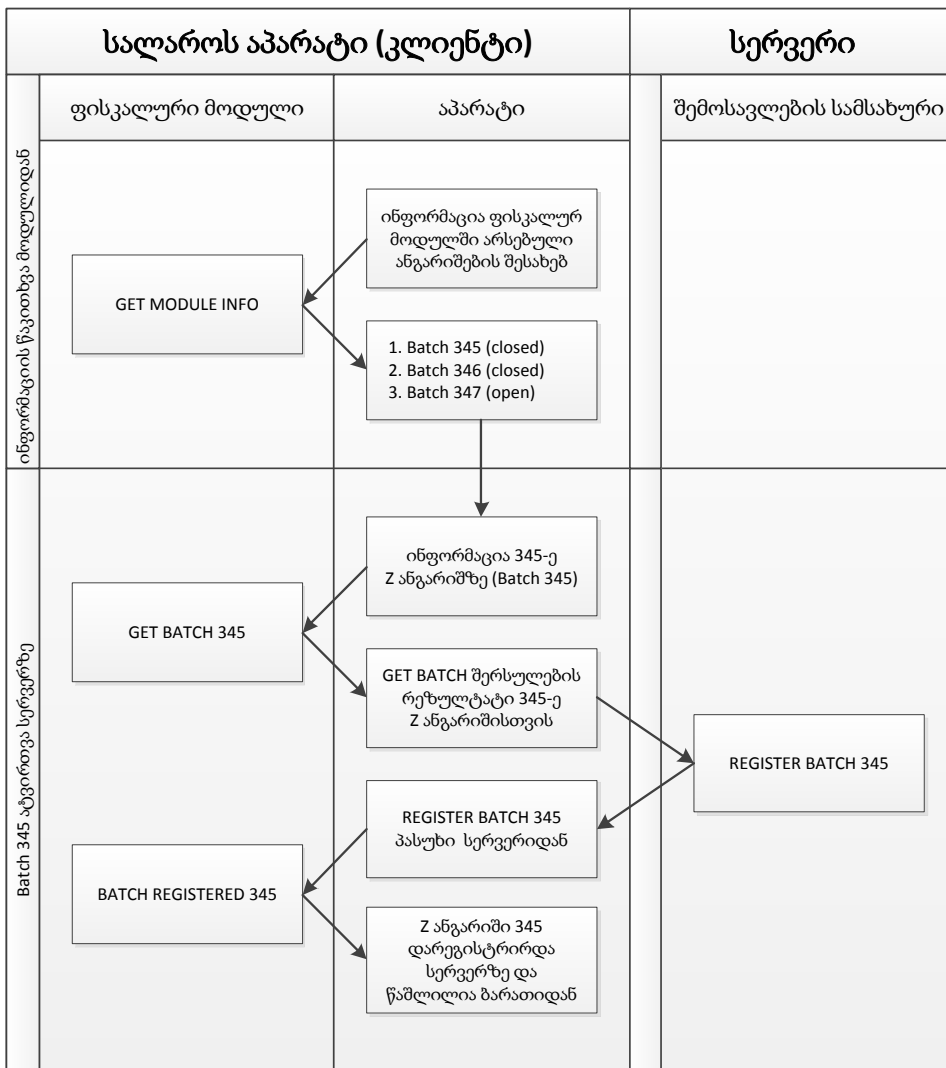 სალაროს აპარატი (კლიენტი)
სერვერი
ფისკალური მოდული
აპარატი
შემოსავლების სამსახური
ინფორმაციის წაკითხვა მოდულიდან
ინფორმაცია ფისკალურ
მოდულში არსებული
ანგარიშების შესახებ
GET MODULE INFO
1. Batch 345 (closed)
2. Batch 346 (closed)
3. Batch 347 (open)
Batch 345 ატვირთვა სერვერზე
ინფორმაცია 345-ე
Z ანგარიშზე (Batch 345)
GET BATCH 345
GET BATCH შერსულების
რეზულტატი 345-ე
Z ანგარიშისთვის
REGISTER BATCH 345
REGISTER BATCH 345
პასუხი სერვერიდან
BATCH REGISTERED 345
Z ანგარიში 345
დარეგისტრირდა
სერვერზე და
წაშლილია ბარათიდან